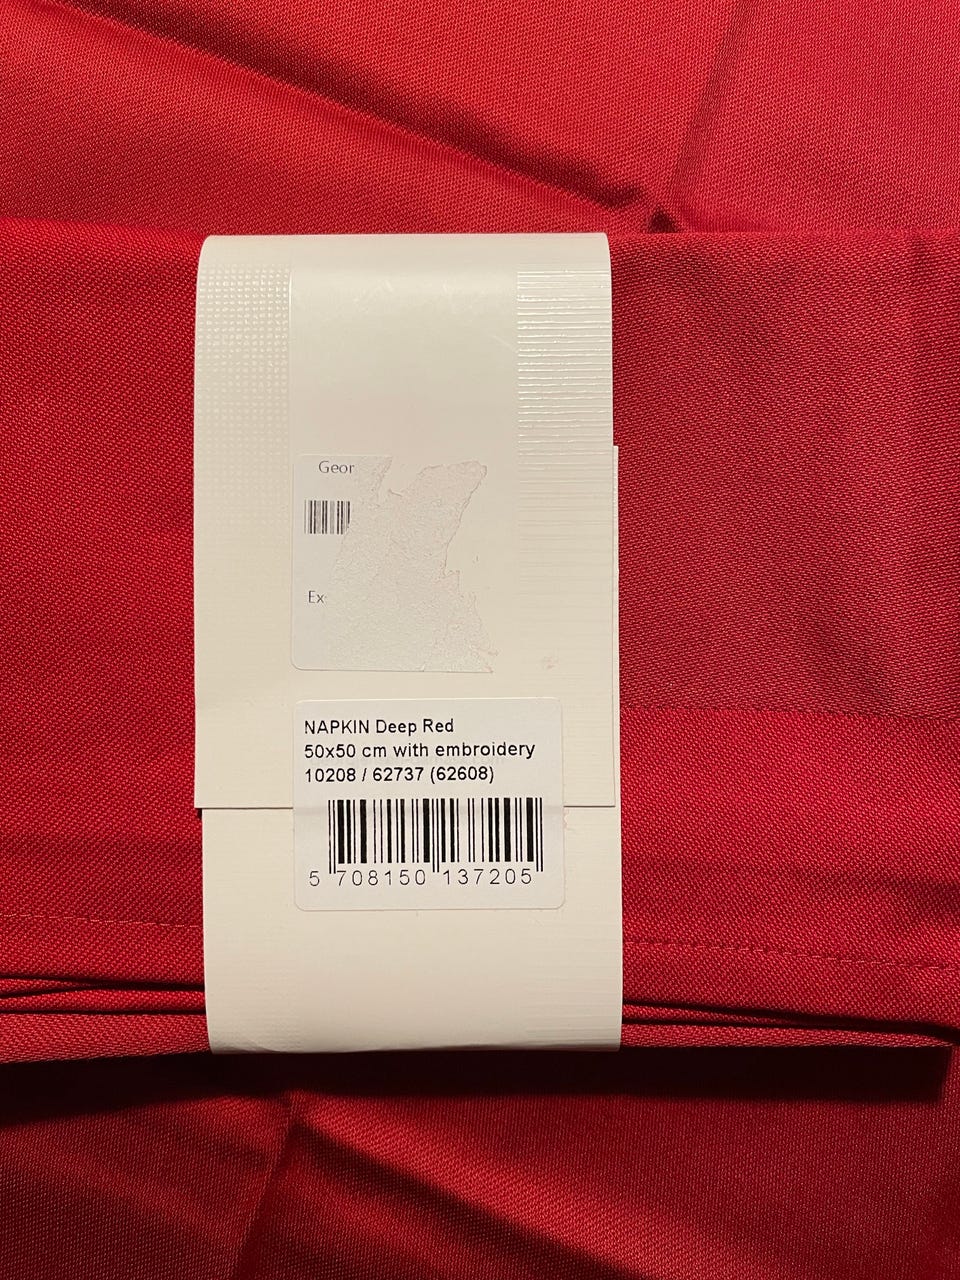 Geor
Ex
NAPKIN Deep Red
50x50 cm with embroidery
10208 / 62737 (62608)
5 708150 137205